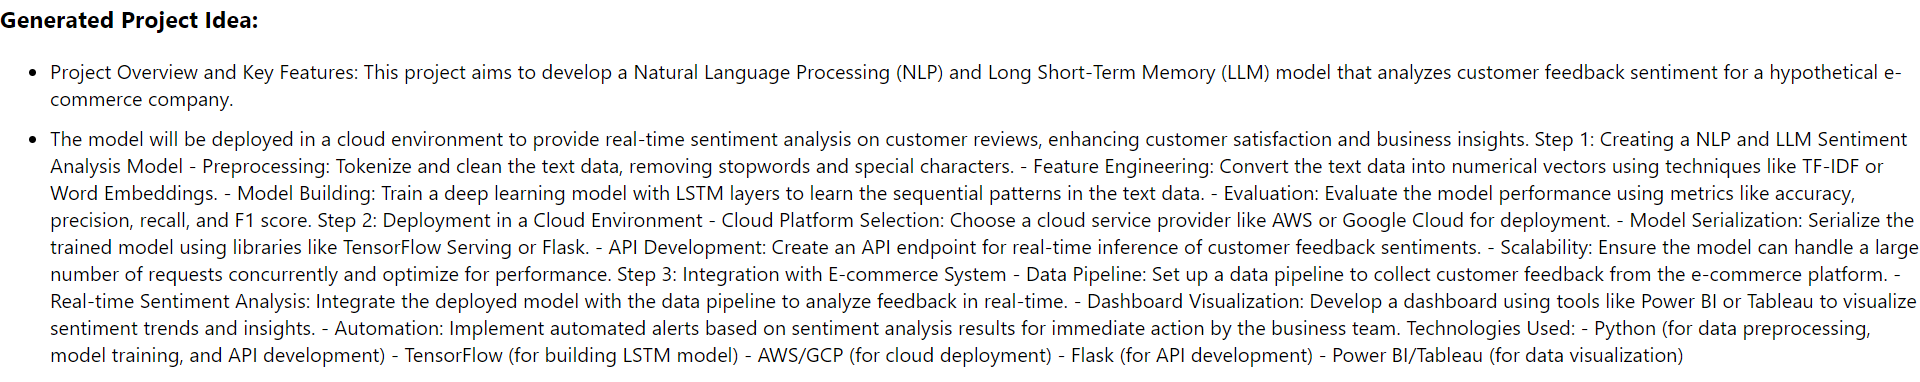 Generated Project Idea:
• Project Overview and Key Features: This project aims to develop a Natural Language Processing (NLP) and Long Short-Term Memory (LLM) model that analyzes customer feedback sentiment for a hypothetical e-
commerce company.
• The model will be deployed in a cloud environment to provide real-time sentiment analysis on customer reviews, enhancing customer satisfaction and business insights. Step 1: Creating a NLP and LLM Sentiment
Analysis Model - Preprocessing: Tokenize and clean the text data, removing stopwords and special characters. - Feature Engineering: Convert the text data into numerical vectors using techniques like TF-IDF or
Word Embeddings. - Model Building: Train a deep learning model with LSTM layers to learn the sequential patterns in the text data. - Evaluation: Evaluate the model performance using metrics like accuracy,
precision, recall, and F1 score. Step 2: Deployment in a Cloud Environment - Cloud Platform Selection: Choose a cloud service provider like AWS or Google Cloud for deployment. - Model Serialization: Serialize the
trained model using libraries like TensorFlow Serving or Flask. - API Development: Create an API endpoint for real-time inference of customer feedback sentiments. - Scalability: Ensure the model can handle a large
number of requests concurrently and optimize for performance. Step 3: Integration with E-commerce System - Data Pipeline: Set up a data pipeline to collect customer feedback from the e-commerce platform. -
Real-time Sentiment Analysis: Integrate the deployed model with the data pipeline to analyze feedback in real-time. - Dashboard Visualization: Develop a dashboard using tools like Power BI or Tableau to visualize
sentiment trends and insights. - Automation: Implement automated alerts based on sentiment analysis results for immediate action by the business team. Technologies Used: - Python (for data preprocessing,
model training, and API development) - TensorFlow (for building LSTM model) - AWS/GCP (for cloud deployment) - Flask (for API development) - Power BI/Tableau (for data visualization)